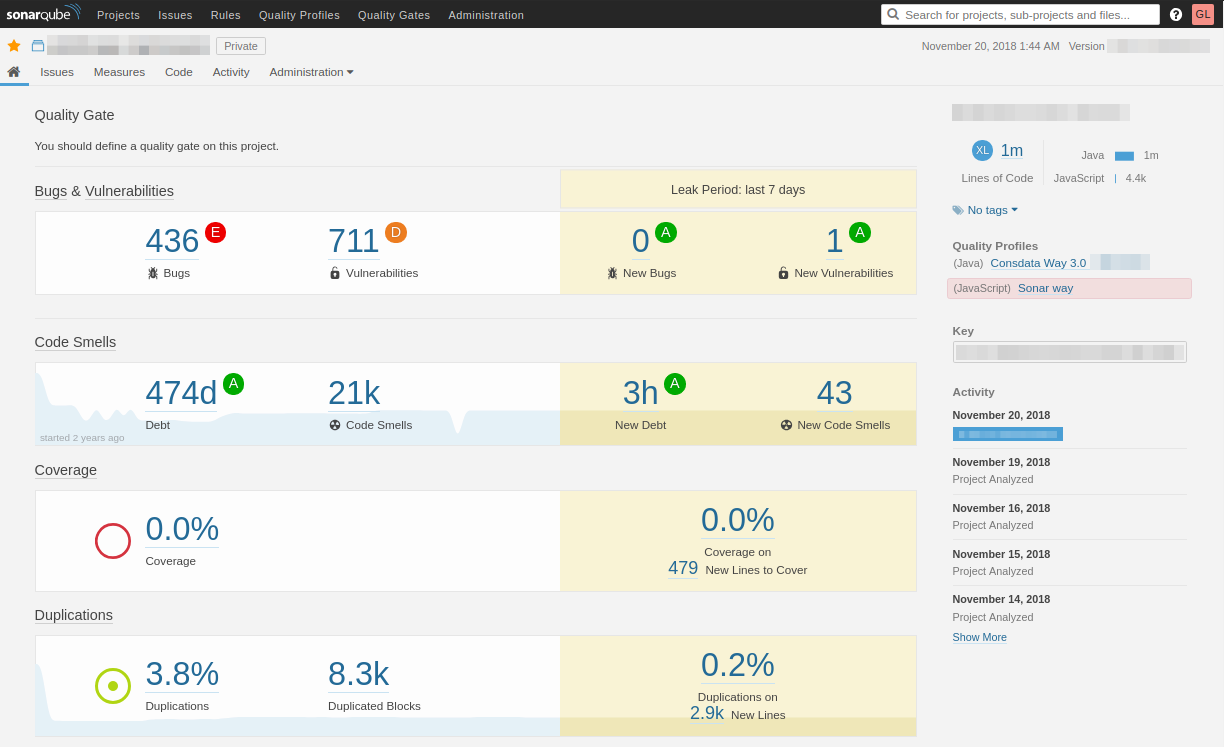 sonarqube Projects Issues Rules Quality Profiles Quality Gates Administration Search for projects, sub-projects and files... ? GL
Private November 20, 2018 1:44 AM Version
Issues Measures Code Activity Administration
Quality Gate
You should define a quality gate on this project.
Bugs & Vulnerabilities
Leak Period: last 7 days
436 E
Bugs
711 D
Vulnerabilities
0 A
New Bugs
1 A
New Vulnerabilities
Code Smells
474d A
Debt
21k
Code Smells
started 2 years ago
3h A
New Debt
43
New Code Smells
Coverage
0.0%
Coverage
0.0%
Coverage on
479 New Lines to Cover
Duplications
3.8%
Duplications
8.3k
Duplicated Blocks
0.2%
Duplications on
2.9k New Lines
XL 1m
Lines of Code
Java 1m
JavaScript 4.4k
No tags
Quality Profiles
(Java) Consdata Way 3.0
(JavaScript) Sonar way
Key
Activity
November 20, 2018
November 19, 2018
Project Analyzed
November 16, 2018
Project Analyzed
November 15, 2018
Project Analyzed
November 14, 2018
Project Analyzed
Show More